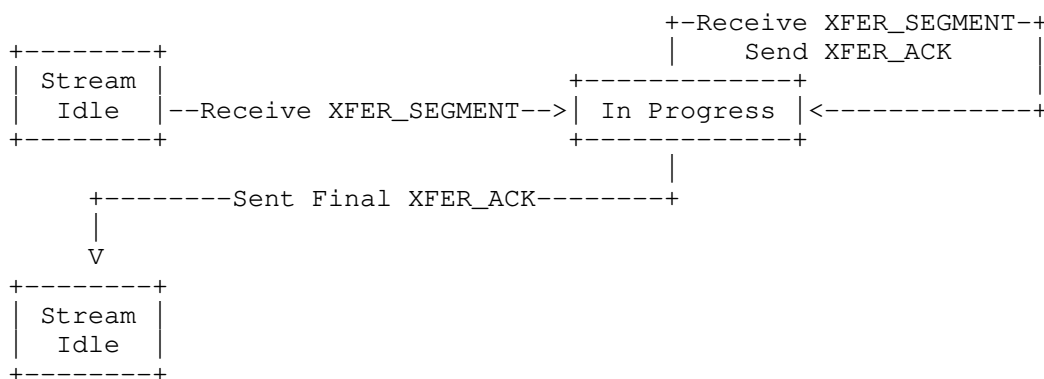 Receive XFER_SEGMENT
Send XFER_ACK
Stream
Idle
Receive XFER_SEGMENT
In Progress
Sent Final XFER_ACK
V
Stream
Idle